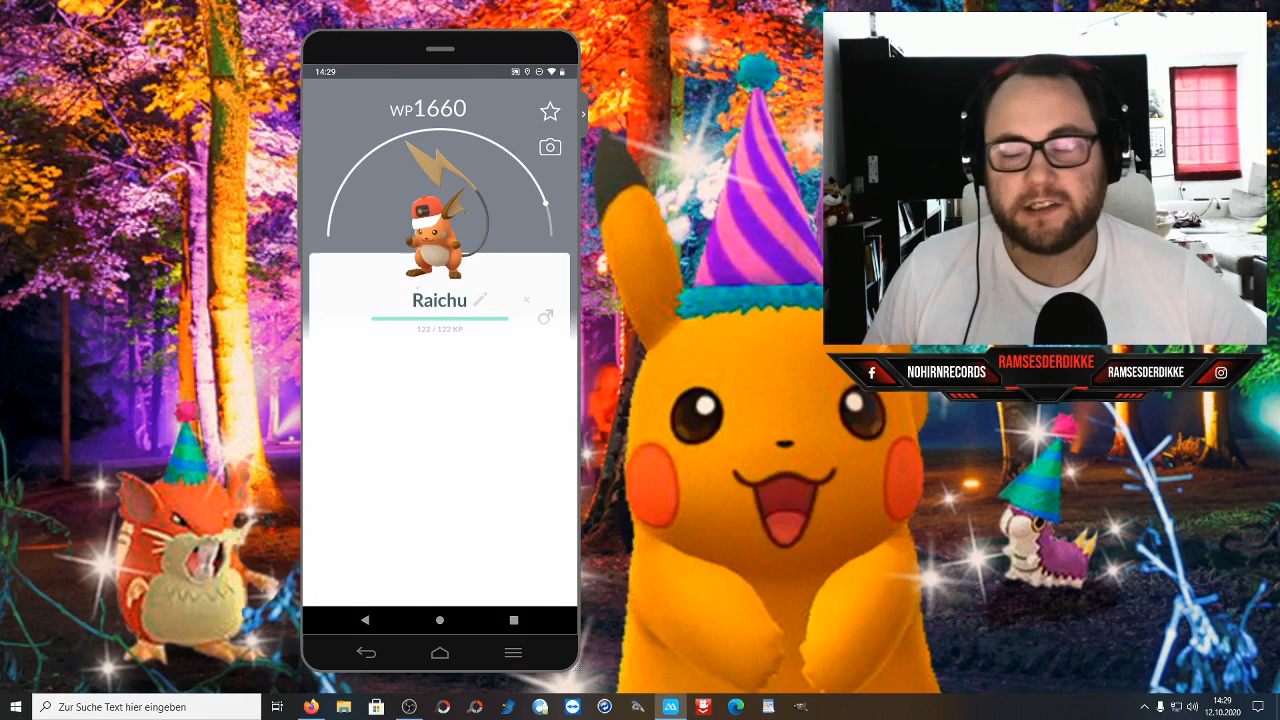 14:29
WP1660
Raichu
122 / 122 KP
RAMSESDERDIKKE
NOHIRNRECORDS
RAMSESDERDIKKE
Zur Suche Text hier eingeben
14:29
12.10.2020